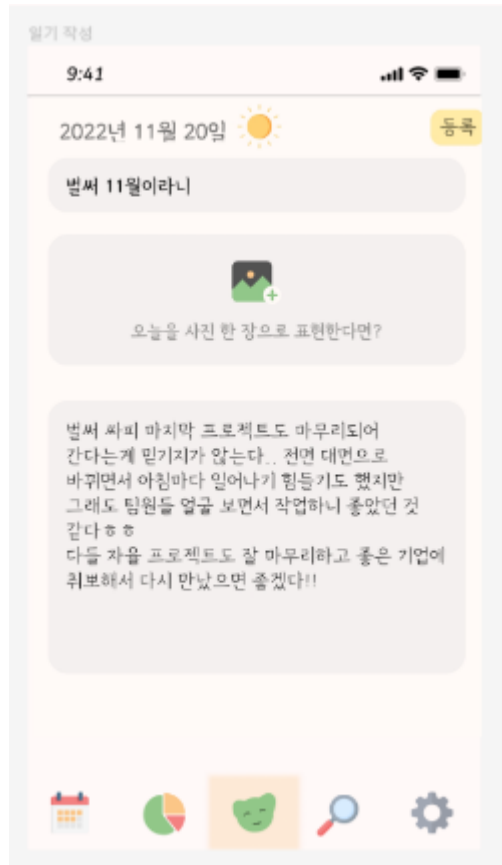 일기 작성
9:41
2022년 11월 20일
등록
벌써 11월이라니
오늘을 사진 한 장으로 표현한다면?
벌써 싸피 마지막 프로젝트도 마무리되어
간다는게 믿기지가 않는다.. 전면 대면으로
바뀌면서 아침마다 일어나기 힘들기도 했지만
그래도 팀원들 얼굴 보면서 작업하니 좋았던 것
같다ㅎㅎ
다들 자율 프로젝트도 잘 마무리하고 좋은 기업에
취뽀해서 다시 만났으면 좋겠다!!